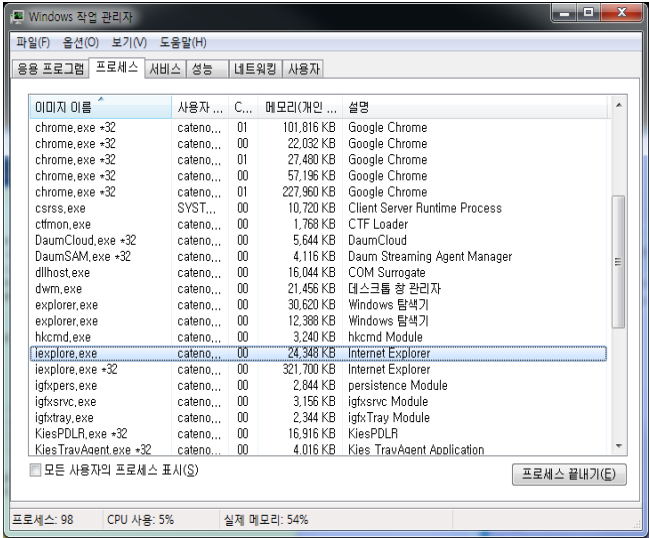 Windows 작업 관리자
파일(F) 옵션(O) 보기(V) 도움말(H)
응용 프로그램 프로세스 서비스 성능 네트워킹 사용자
이미지 이름 사용자 ... C... 메모리(개인 ... 설명
chrome.exe *32 cateno... 01 101,816 KB Google Chrome
chrome.exe *32 cateno... 00 22,032 KB Google Chrome
chrome.exe *32 cateno... 01 27,480 KB Google Chrome
chrome.exe *32 cateno... 00 57,196 KB Google Chrome
chrome.exe *32 cateno... 01 227,960 KB Google Chrome
csrss.exe SYST... 00 10,720 KB Client Server Runtime Process
ctfmon.exe cateno... 00 1,768 KB CTF Loader
DaumCloud.exe *32 cateno... 00 5,644 KB DaumCloud
DaumSAM.exe *32 cateno... 00 4,116 KB Daum Streaming Agent Manager
dllhost.exe cateno... 00 16,044 KB COM Surrogate
dwm.exe cateno... 00 21,456 KB 데스크톱 창 관리자
explorer.exe cateno... 00 30,620 KB Windows 탐색기
explorer.exe cateno... 00 12,388 KB Windows 탐색기
hkcmd.exe cateno... 00 3,240 KB hkcmd Module
iexplore.exe cateno... 00 24,348 KB Internet Explorer
iexplore.exe *32 cateno... 00 321,700 KB Internet Explorer
igfxpers.exe cateno... 00 2,844 KB persistence Module
igfxsrvc.exe cateno... 00 3,156 KB igfxsrvc Module
igfxtray.exe cateno... 00 2,344 KB igfxTray Module
KiesPDLR.exe *32 cateno... 00 16,916 KB KiesPDLR
KiesTrayAgent.exe *32 cateno... 00 4,016 KB Kies TrayAgent Application
모든 사용자의 프로세스 표시(S) 프로세스 끝내기(E)
프로세스: 98 CPU 사용: 5% 실제 메모리: 54%